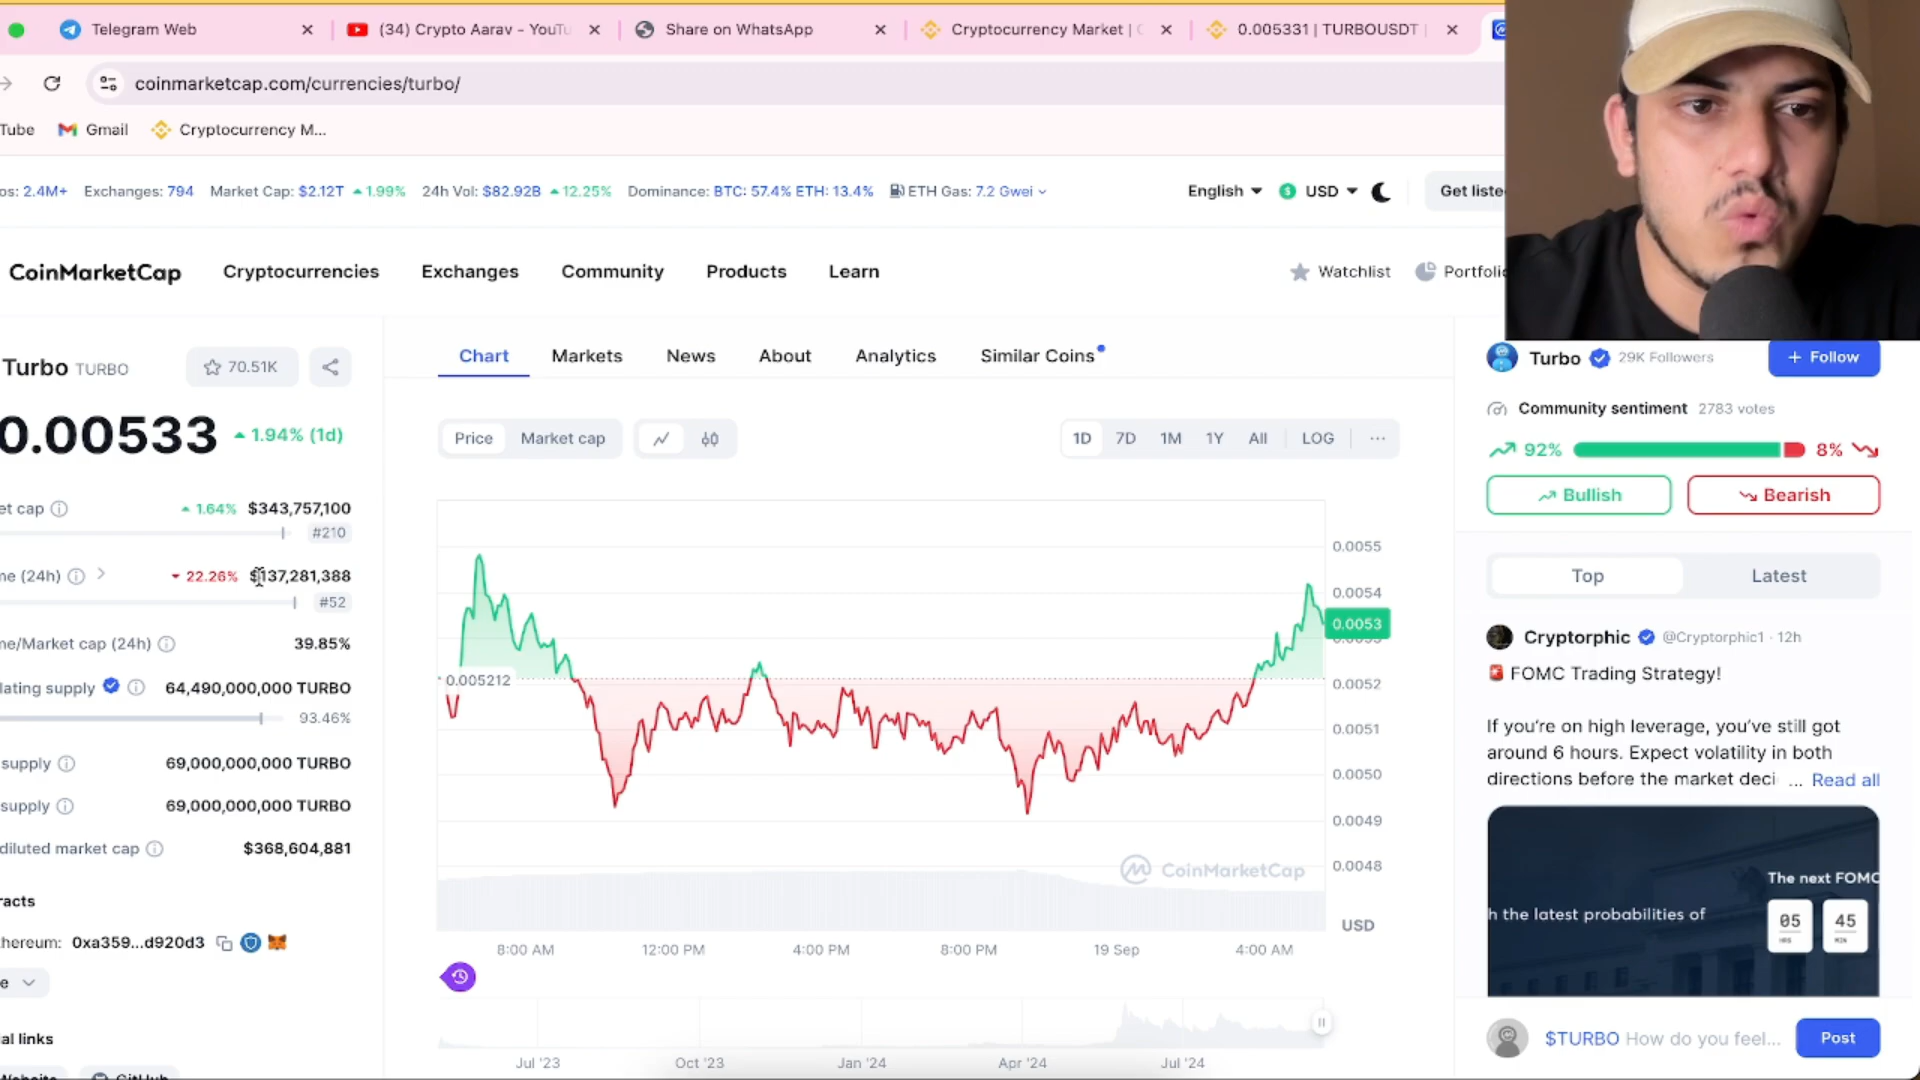 Telegram Web
(34) Crypto Aarav - YouTu
Share on WhatsApp
Cryptocurrency Market | C
0.005331 | TURBOUSDT |
coinmarketcap.com/currencies/turbo/
Tube
Gmail
Cryptocurrency M...
os: 2.4M+ Exchanges: 794 Market Cap: $2.12T 1.99% 24h Vol: $82.92B 12.25% Dominance: BTC: 57.4% ETH: 13.4% ETH Gas: 7.2 Gwei
English
USD
Get liste
CoinMarketCap
Cryptocurrencies
Exchanges
Community
Products
Learn
Watchlist
Portfolio
Turbo TURBO
70.51K
0.00533
1.94% (1d)
et cap
1.64% $343,757,100
#210
me (24h)
22.26% $137,281,388
#52
me/Market cap (24h)
39.85%
lating supply
64,490,000,000 TURBO
93.46%
supply
69,000,000,000 TURBO
supply
69,000,000,000 TURBO
diluted market cap
$368,604,881
racts
hereum: 0xa359...d920d3
e
al links
Website
GitHub
Chart
Markets
News
About
Analytics
Similar Coins
Price
Market cap
1D
7D
1M
1Y
All
LOG
0.0055
0.0054
0.0053
0.005212
0.0052
0.0051
0.0050
0.0049
0.0048
CoinMarketCap
USD
8:00 AM
12:00 PM
4:00 PM
8:00 PM
19 Sep
4:00 AM
Jul '23
Oct '23
Jan '24
Apr '24
Jul '24
Turbo
29K Followers
+ Follow
Community sentiment 2783 votes
92%
8%
Bullish
Bearish
Top
Latest
Cryptorphic @Cryptorphic1 · 12h
FOMC Trading Strategy!
If you're on high leverage, you've still got
around 6 hours. Expect volatility in both
directions before the market deci ... Read all
The next FOMC
h the latest probabilities of
05
HRS
45
MIN
$TURBO How do you feel...
Post